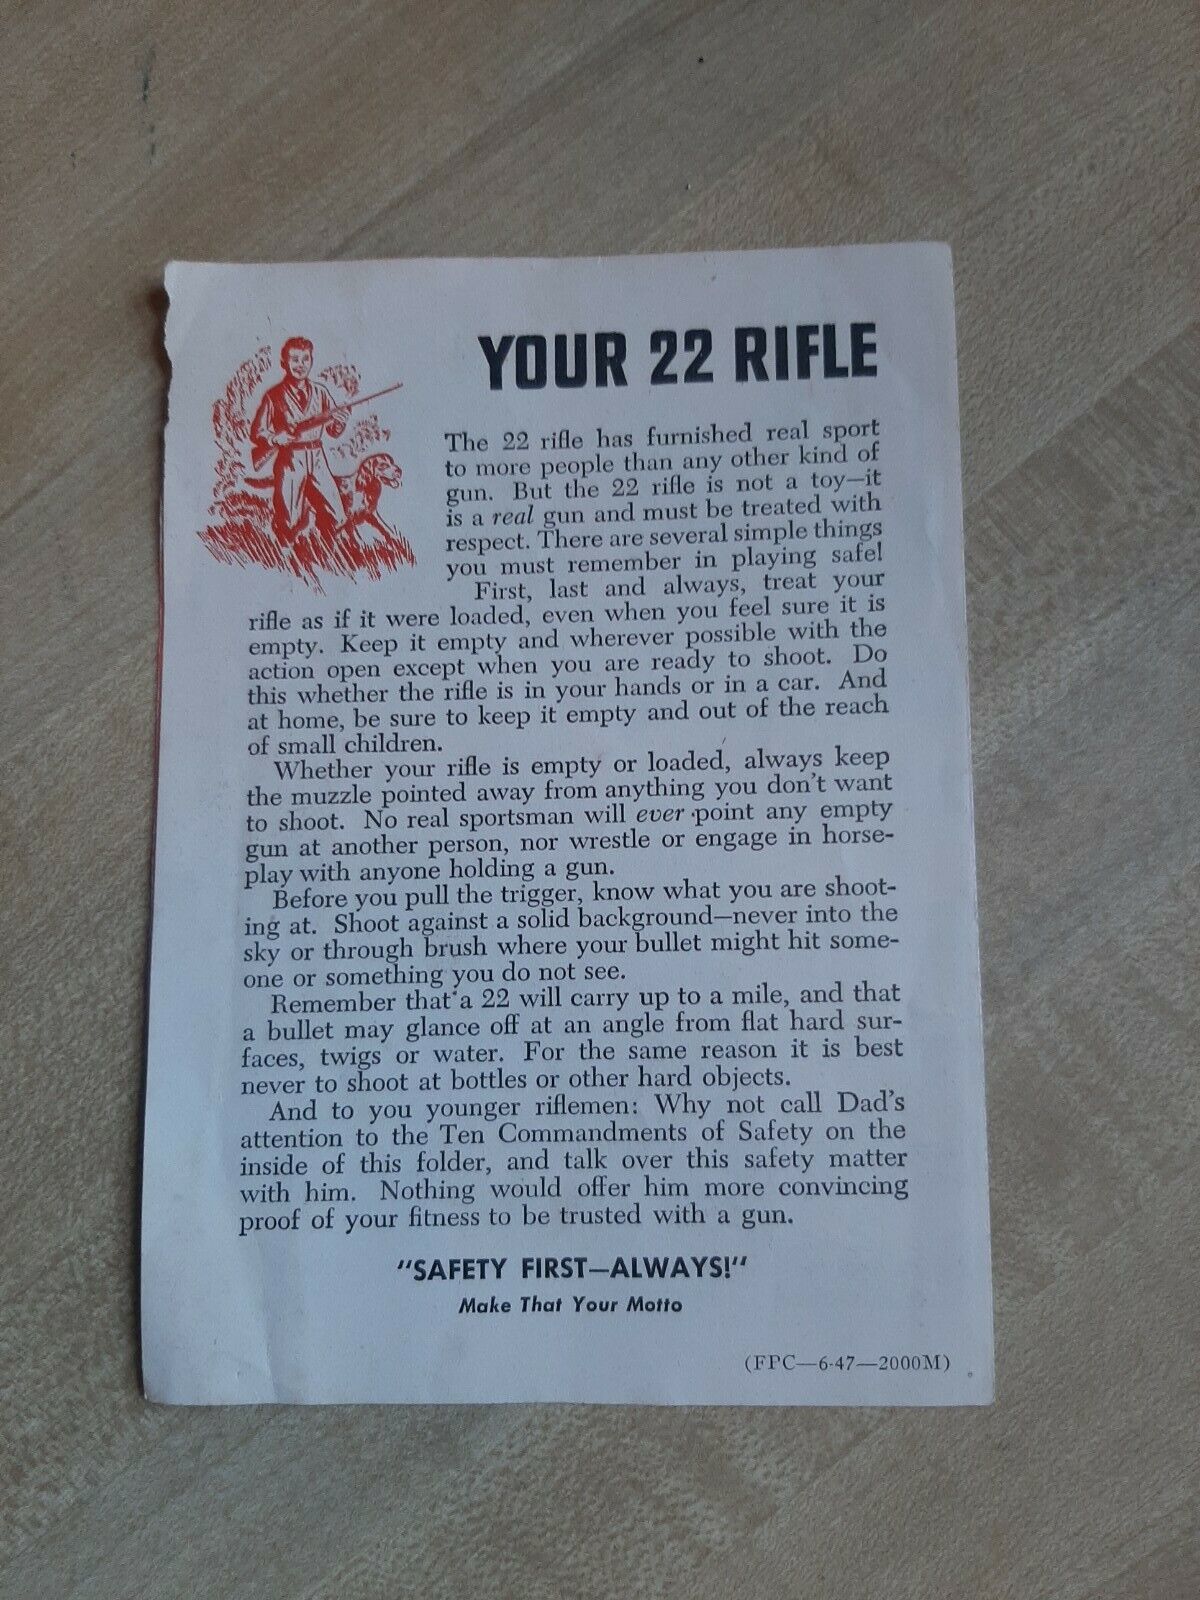 YOUR 22 RIFLE
The 22 rifle has furnished real sport
to more people than any other kind of
gun. But the 22 rifle is not a toy—it
is a real gun and must be treated with
respect. There are several simple things
you must remember in playing safe!
First, last and always, treat your
rifle as if it were loaded, even when you feel sure it is
empty. Keep it empty and wherever possible with the
action open except when you are ready to shoot. Do
this whether the rifle is in your hands or in a car. And
at home, be sure to keep it empty and out of the reach
of small children.
Whether your rifle is empty or loaded, always keep
the muzzle pointed away from anything you don't want
to shoot. No real sportsman will ever point any empty
gun at another person, nor wrestle or engage in horse-
play with anyone holding a gun.
Before you pull the trigger, know what you are shoot-
ing at. Shoot against a solid background—never into the
sky or through brush where your bullet might hit some-
one or something you do not see.
Remember that a 22 will carry up to a mile, and that
a bullet may glance off at an angle from flat hard sur-
faces, twigs or water. For the same reason it is best
never to shoot at bottles or other hard objects.
And to you younger riflemen: Why not call Dad's
attention to the Ten Commandments of Safety on the
inside of this folder, and talk over this safety matter
with him. Nothing would offer him more convincing
proof of your fitness to be trusted with a gun.
"SAFETY FIRST—ALWAYS!"
Make That Your Motto
(FPC—6-47—2000M)